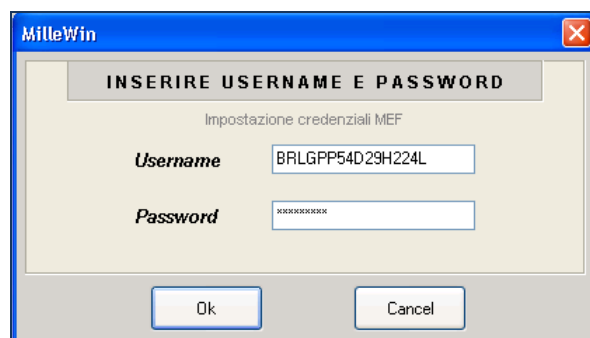 MilleWin
INSERIRE USERNAME E PASSWORD
Impostazione credenziali MEF
Username BRLGPP54D29H224L
Password *********
Ok Cancel